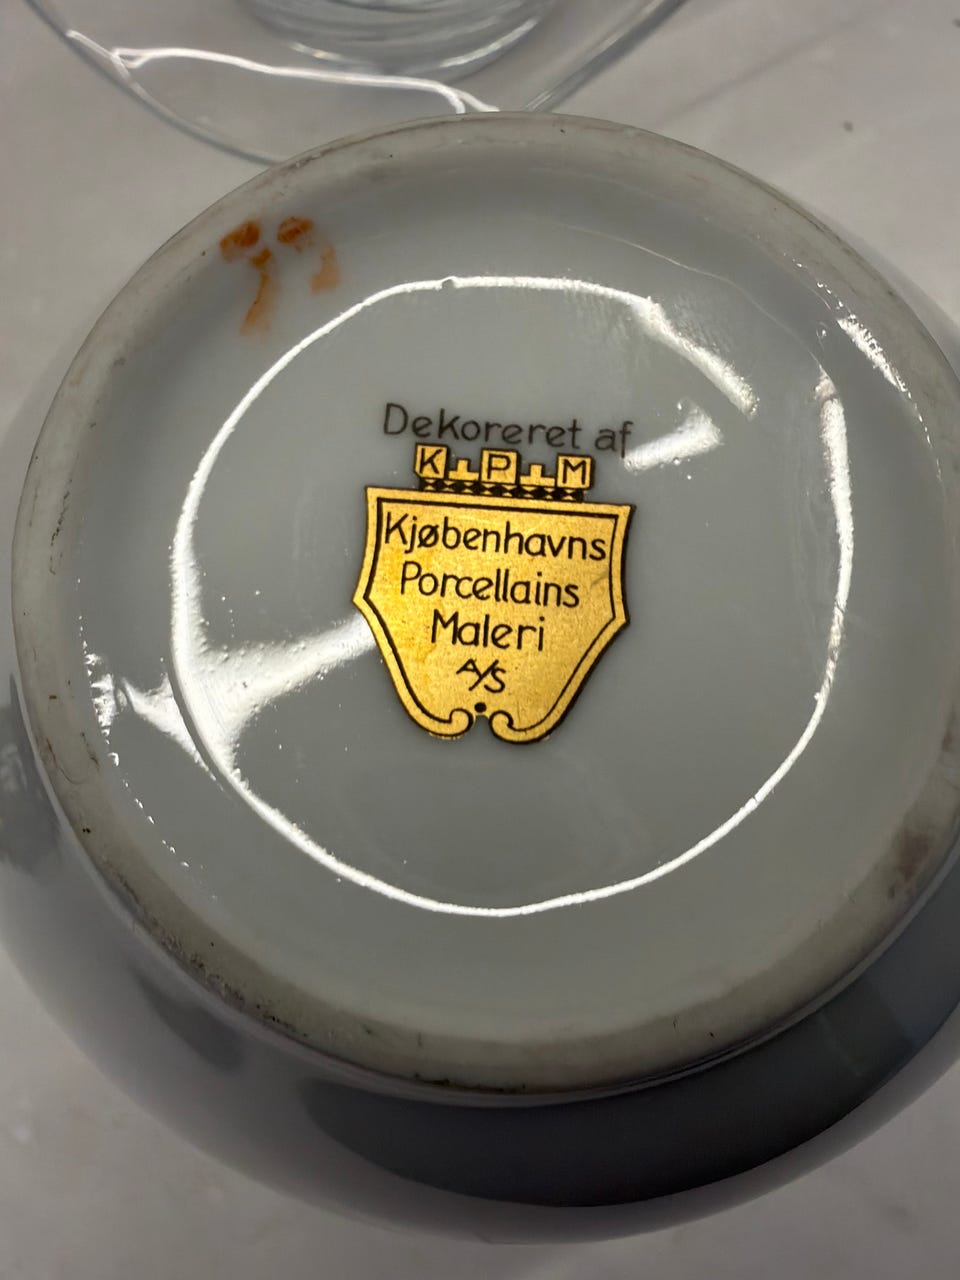 Dekoreret af
K.P.M
Kjøbenhavns
Porcellains
Maleri
A/S